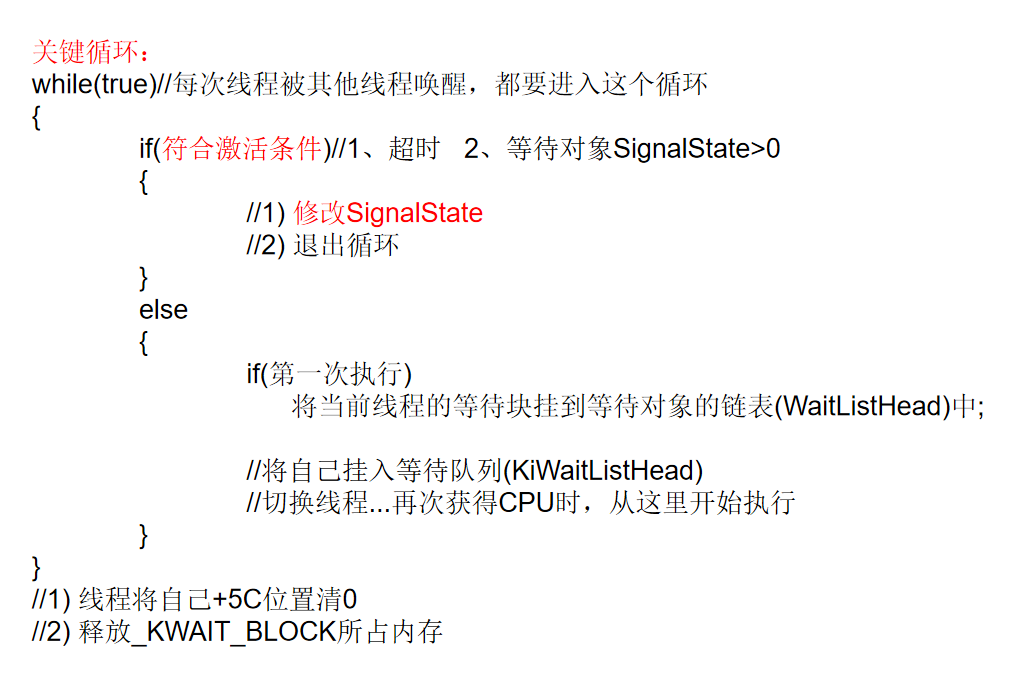 关键循环：
while(true)//每次线程被其他线程唤醒，都要进入这个循环
{
if(符合激活条件)//1、超时 2、等待对象SignalState>0
{
//1) 修改SignalState
//2) 退出循环
}
else
{
if(第一次执行)
将当前线程的等待块挂到等待对象的链表(WaitListHead)中;
//将自己挂入等待队列(KiWaitListHead)
//切换线程...再次获得CPU时，从这里开始执行
}
}
//1) 线程将自己+5C位置清0
//2) 释放_KWAIT_BLOCK所占内存